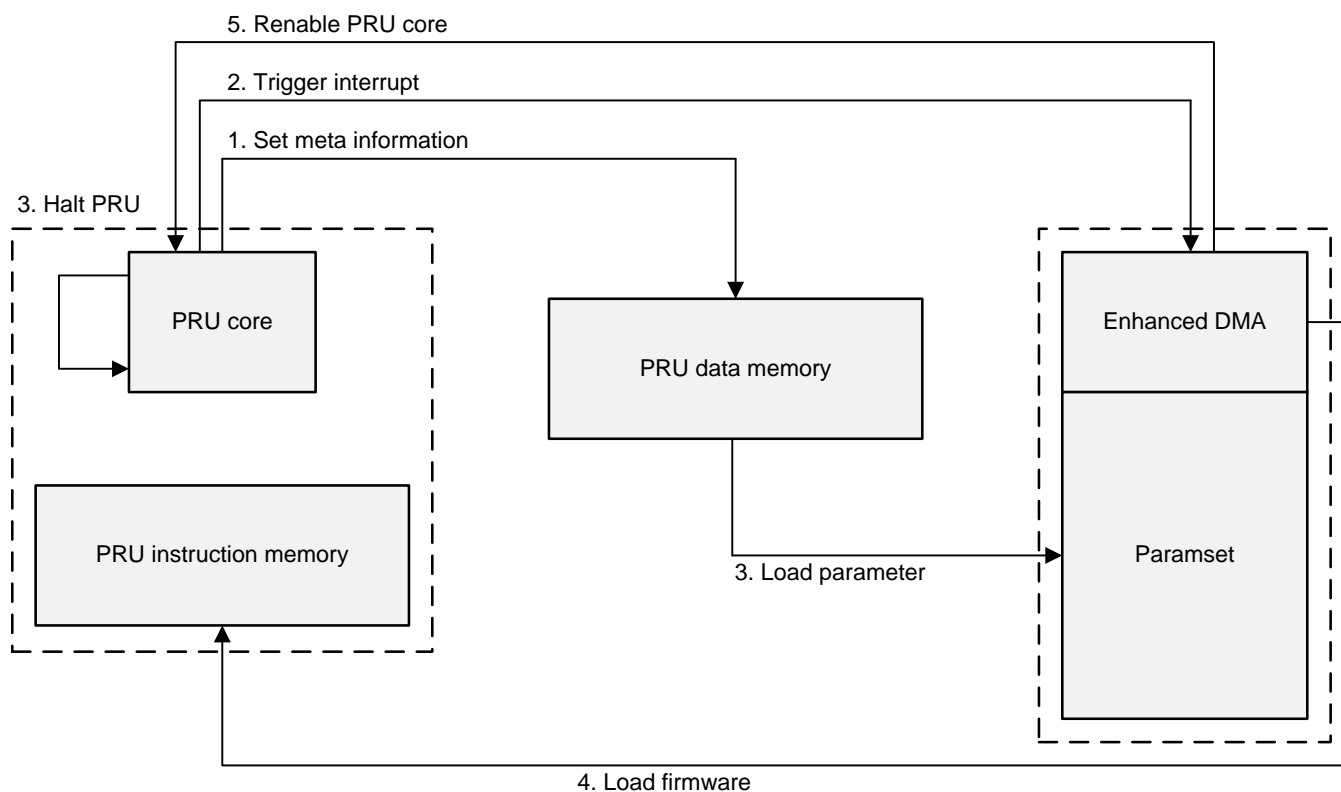 5. Renable PRU core
2. Trigger interrupt
1. Set meta information
3. Halt PRU
PRU core
Enhanced DMA
PRU data memory
PRU instruction memory
Paramset
3. Load parameter
4. Load firmware